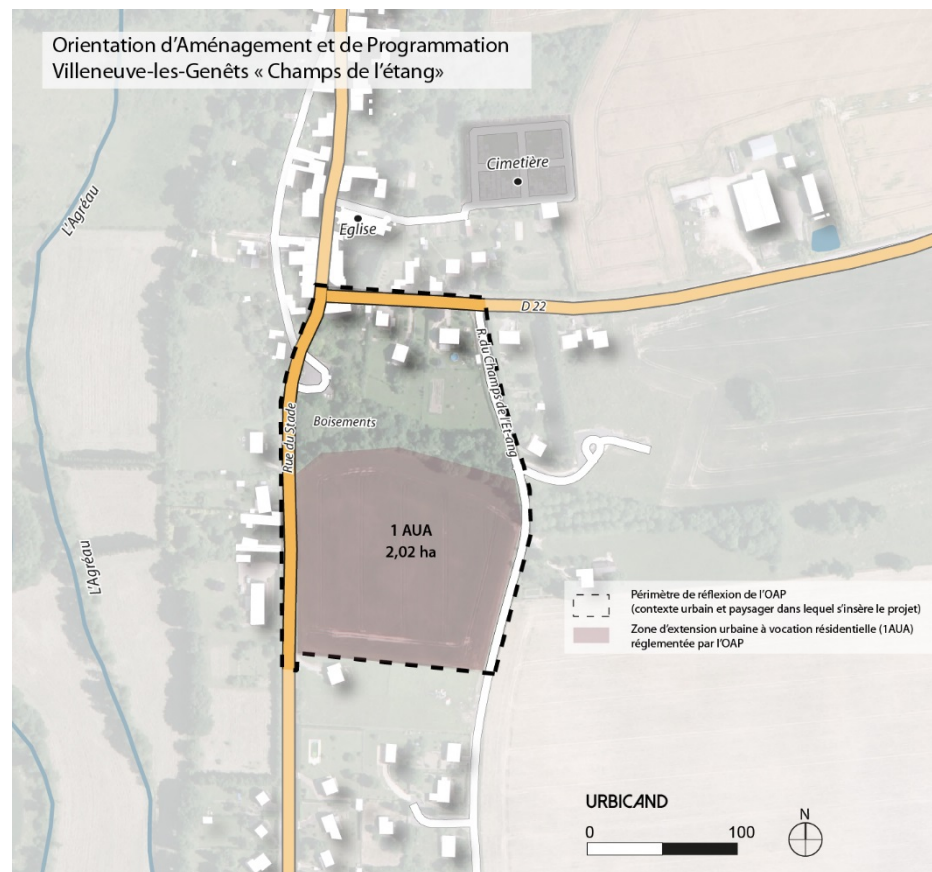 Orientation d'Aménagement et de Programmation
Villeneuve-les-Genêts « Champs de l'étang»
Cimetière
L'Agréau
Eglise
D 22
R. du Champs de l'Et-ang
Rue du Stade
Boisements
1 AUA
2,02 ha
L'Agréau
Périmètre de réflexion de l'OAP
(contexte urbain et paysager dans lequel s'insère le projet)
Zone d'extension urbaine à vocation résidentielle (1AUA)
réglementée par l'OAP
URBICAND
N
0 100